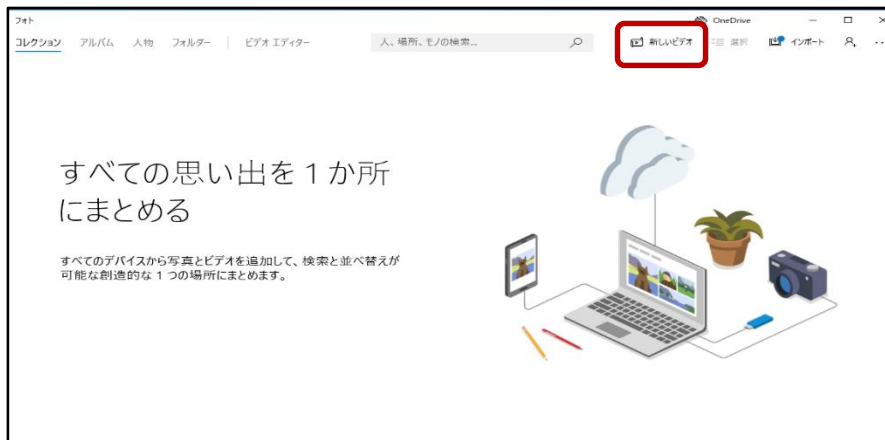 フォト
OneDrive
コレクション アルバム 人物 フォルダー ビデオ エディター 人、場所、モノの検索... 新しいビデオ 選択 インポート
すべての思い出を 1 か所
にまとめる
すべてのデバイスから写真とビデオを追加して、検索と並べ替えが
可能な創造的な 1 つの場所にまとめます。